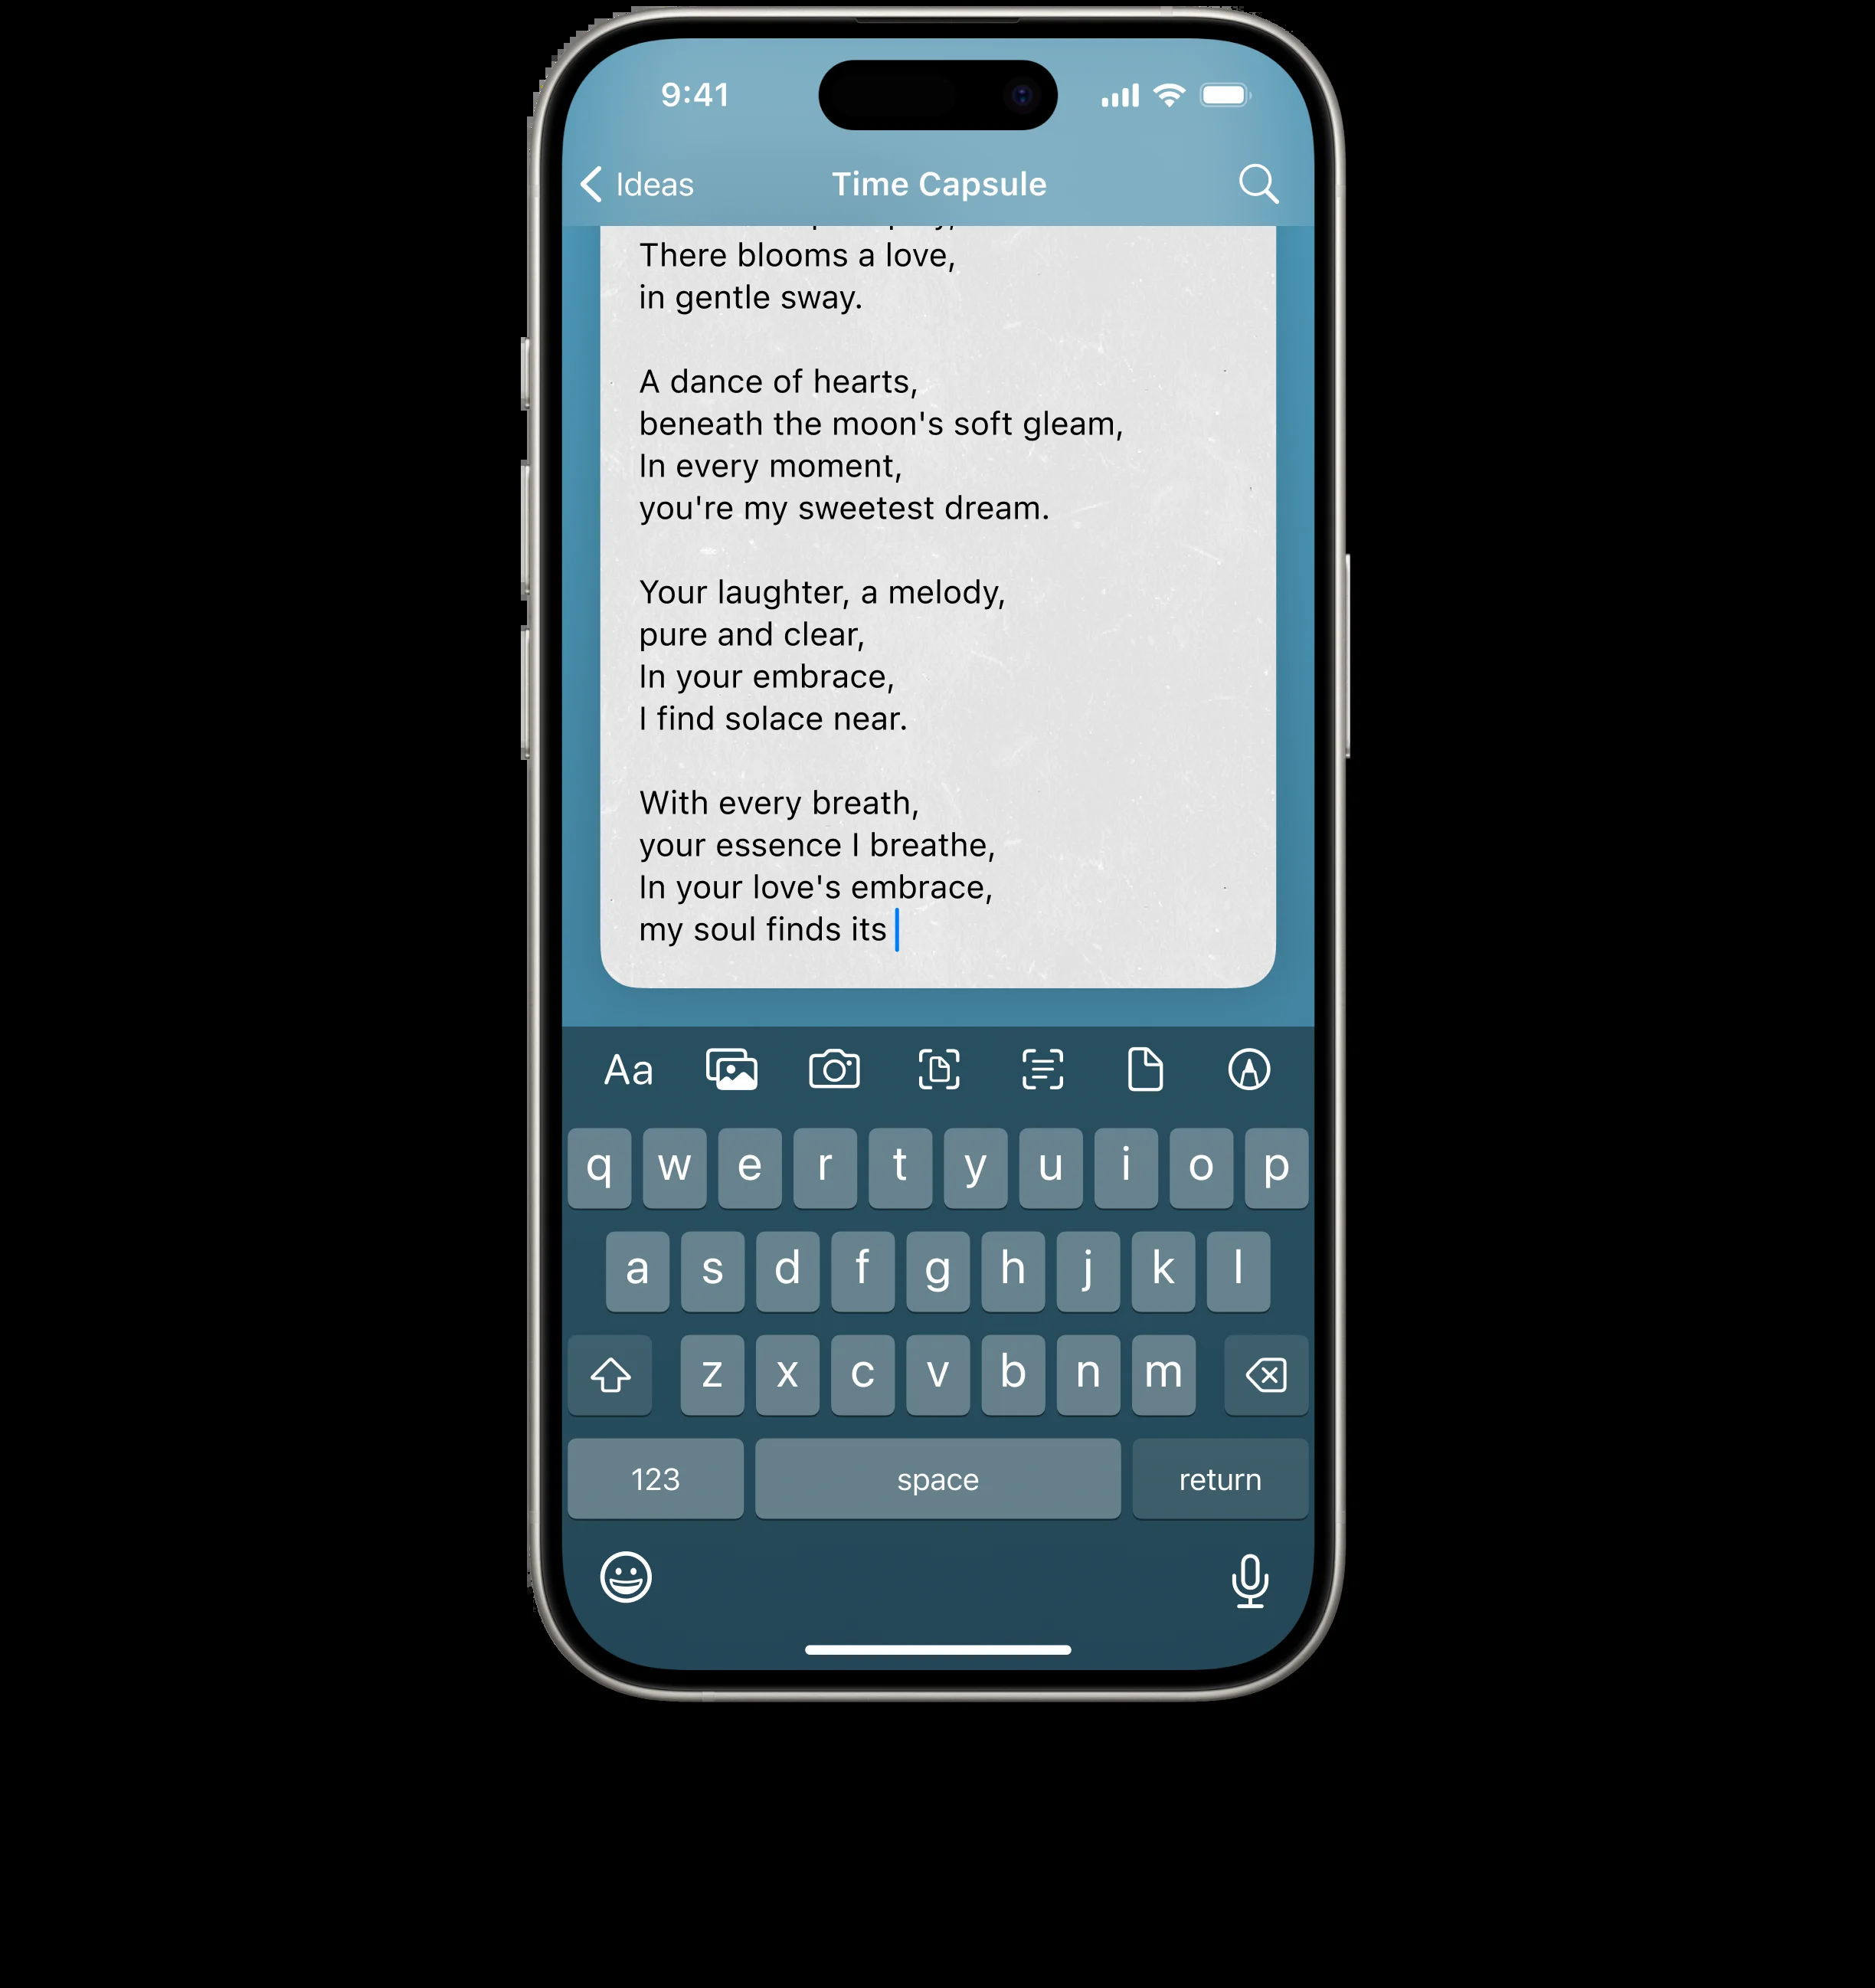 9:41
Ideas
Time Capsule
There blooms a love,
in gentle sway.
A dance of hearts,
beneath the moon's soft gleam,
In every moment,
you're my sweetest dream.
Your laughter, a melody,
pure and clear,
In your embrace,
I find solace near.
With every breath,
your essence I breathe,
In your love's embrace,
my soul finds its
Aa
q w e r t y u i o p
a s d f g h j k l
z x c v b n m
123 space return